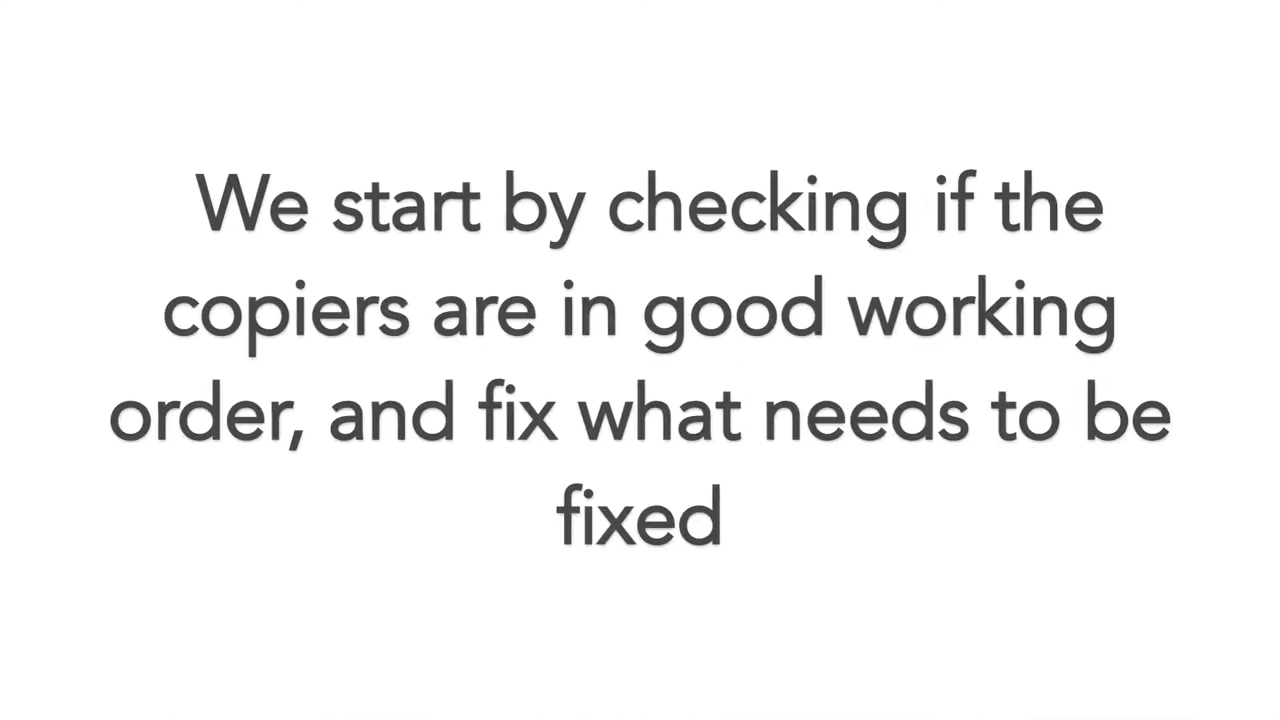 We start by checking if the
copiers are in good working
order, and fix what needs to be
fixed